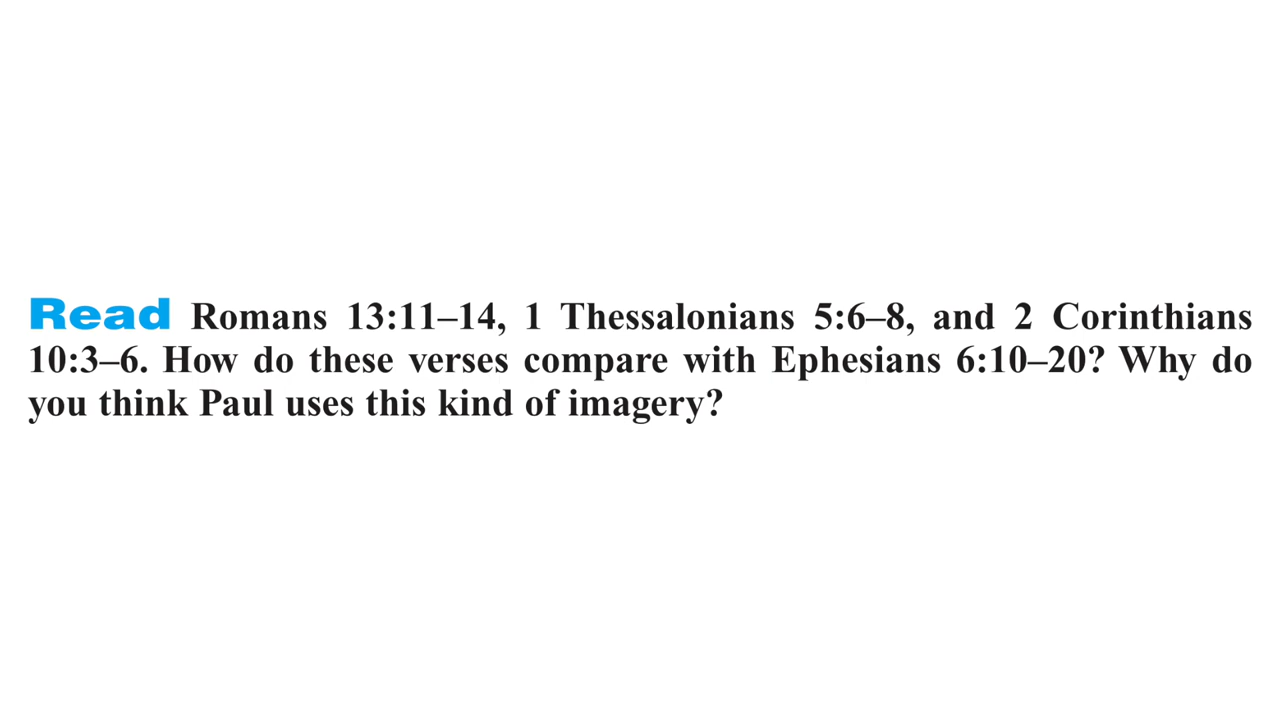 Read Romans 13:11–14, 1 Thessalonians 5:6–8, and 2 Corinthians
10:3–6. How do these verses compare with Ephesians 6:10–20? Why do
you think Paul uses this kind of imagery?